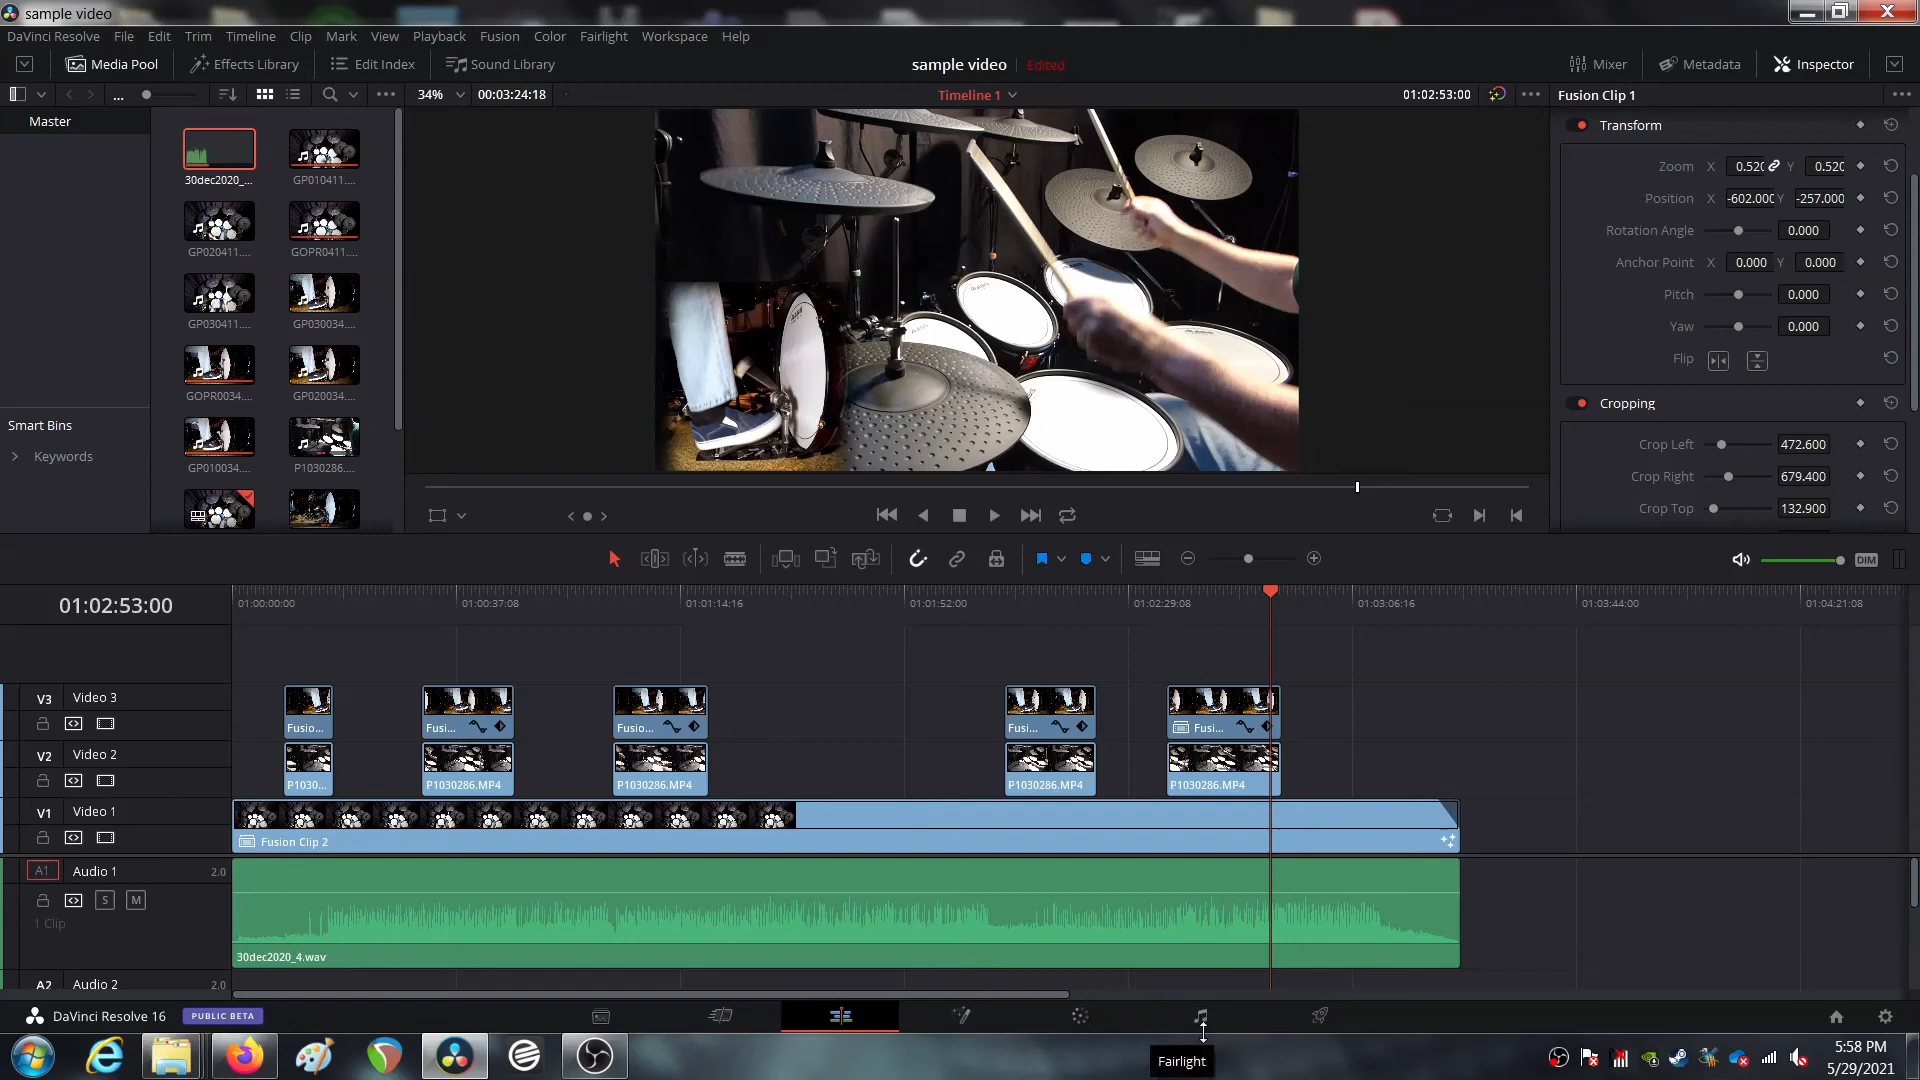 sample video
DaVinci Resolve File Edit Trim Timeline Clip Mark View Playback Fusion Color Fairlight Workspace Help
Media Pool Effects Library Edit Index Sound Library sample video Edited Mixer Metadata Inspector
... 34% 00:03:24:18 Timeline 1 01:02:53:00 Fusion Clip 1
Master
30dec2020_... GP010411....
GP020411.... GOPR0411....
GP030411.... GP030034....
GOPR0034.... GP020034....
GP010034.... P1030286....
Smart Bins
Keywords
Transform
Zoom X 0.520 Y 0.520
Position X -602.000 Y -257.000
Rotation Angle 0.000
Anchor Point X 0.000 Y 0.000
Pitch 0.000
Yaw 0.000
Flip
Cropping
Crop Left 472.600
Crop Right 679.400
Crop Top 132.900
DIM
01:02:53:00
01:00:00:00 01:00:37:08 01:01:14:16 01:01:52:00 01:02:29:08 01:03:06:16 01:03:44:00 01:04:21:08
V3 Video 3
Fusio... Fusi... Fusio... Fusi... Fusi...
V2 Video 2
P1030... P1030286.MP4 P1030286.MP4 P1030286.MP4 P1030286.MP4
V1 Video 1
Fusion Clip 2
A1 Audio 1 2.0
S M
1 Clip
30dec2020_4.wav
A2 Audio 2 2.0
DaVinci Resolve 16 PUBLIC BETA
Fairlight
5:58 PM
5/29/2021